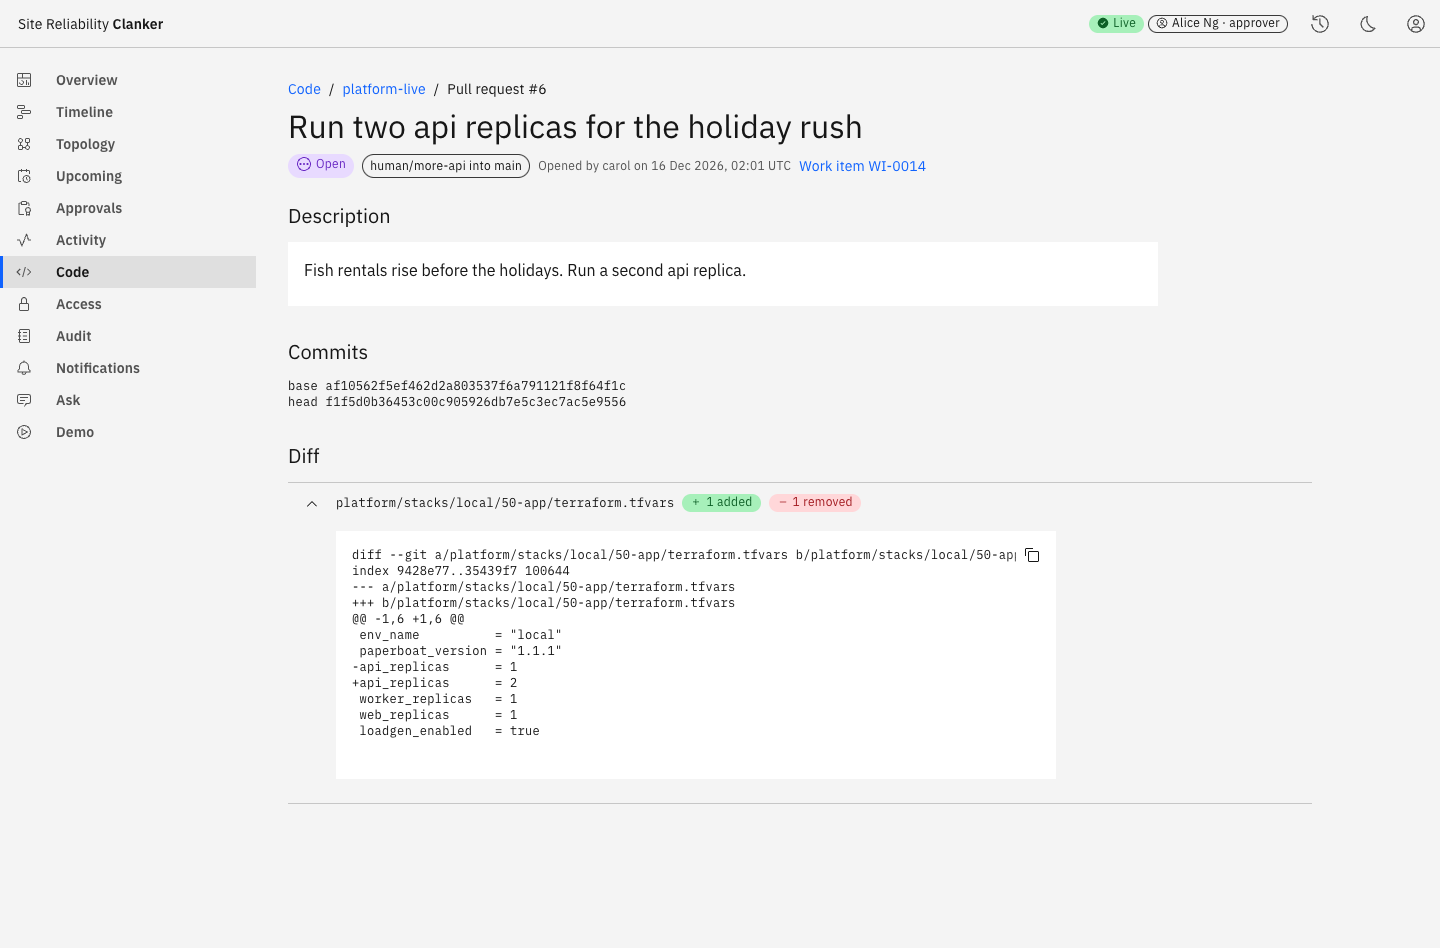 Site Reliability Clanker
Live
Alice Ng · approver
Overview
Timeline
Topology
Upcoming
Approvals
Activity
Code
Access
Audit
Notifications
Ask
Demo
Code / platform-live / Pull request #6
Run two api replicas for the holiday rush
Open human/more-api into main Opened by carol on 16 Dec 2026, 02:01 UTC Work item WI-0014
Description
Fish rentals rise before the holidays. Run a second api replica.
Commits
base af10562f5ef462d2a803537f6a791121f8f64f1c
head f1f5d0b36453c00c905926db7e5c3ec7ac5e9556
Diff
platform/stacks/local/50-app/terraform.tfvars + 1 added − 1 removed
diff --git a/platform/stacks/local/50-app/terraform.tfvars b/platform/stacks/local/50-app
index 9428e77..35439f7 100644
--- a/platform/stacks/local/50-app/terraform.tfvars
+++ b/platform/stacks/local/50-app/terraform.tfvars
@@ -1,6 +1,6 @@
 env_name          = "local"
 paperboat_version = "1.1.1"
-api_replicas      = 1
+api_replicas      = 2
 worker_replicas   = 1
 web_replicas      = 1
 loadgen_enabled   = true